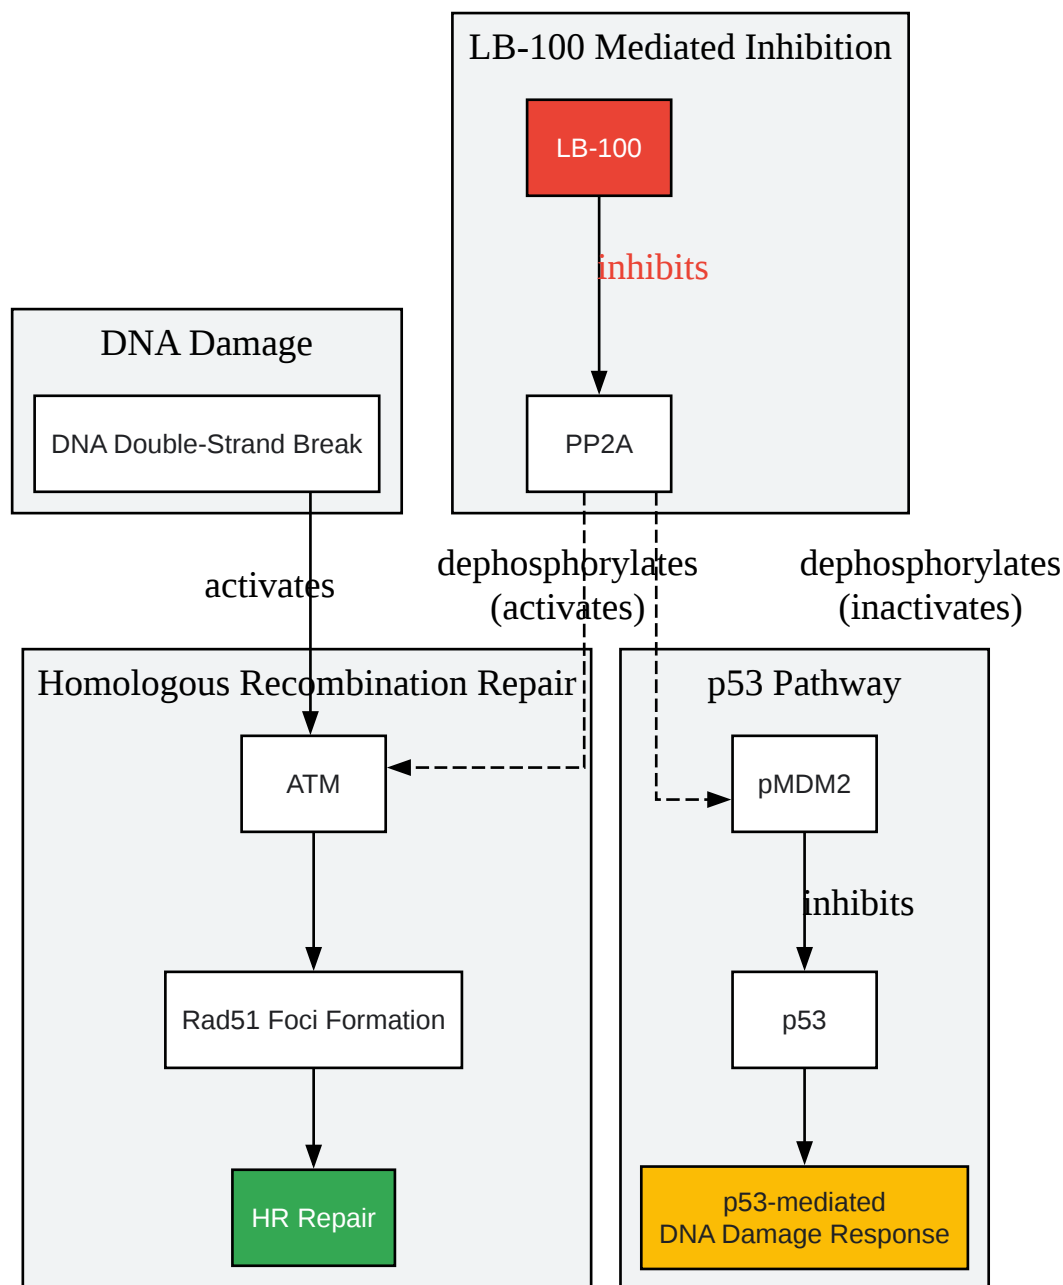 LB-100 Mediated Inhibition
LB-100
inhibits
DNA Damage
DNA Double-Strand Break
PP2A
activates
dephosphorylates
(activates)
dephosphorylates
(inactivates)
Homologous Recombination Repair
p53 Pathway
ATM
pMDM2
inhibits
Rad51 Foci Formation
p53
HR Repair
p53-mediated
DNA Damage Response